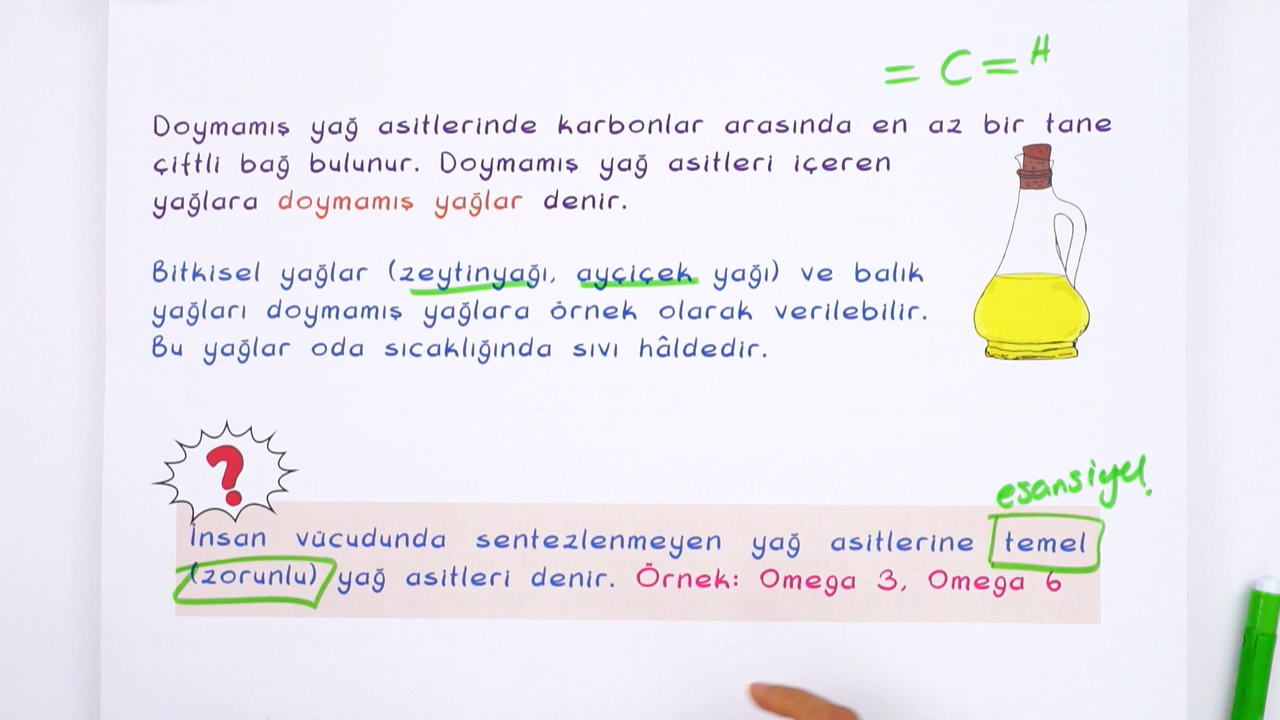 = C = H
Doymamış yağ asitlerinde karbonlar arasında en az bir tane
çiftli bağ bulunur. Doymamış yağ asitleri içeren
yağlara doymamış yağlar denir.
Bitkisel yağlar (zeytinyağı, ayçiçek yağı) ve balık
yağları doymamış yağlara örnek olarak verilebilir.
Bu yağlar oda sıcaklığında sıvı hâldedir.
?
esansiyel.
İnsan vücudunda sentezlenmeyen yağ asitlerine temel
(zorunlu) yağ asitleri denir. Örnek: Omega 3, Omega 6